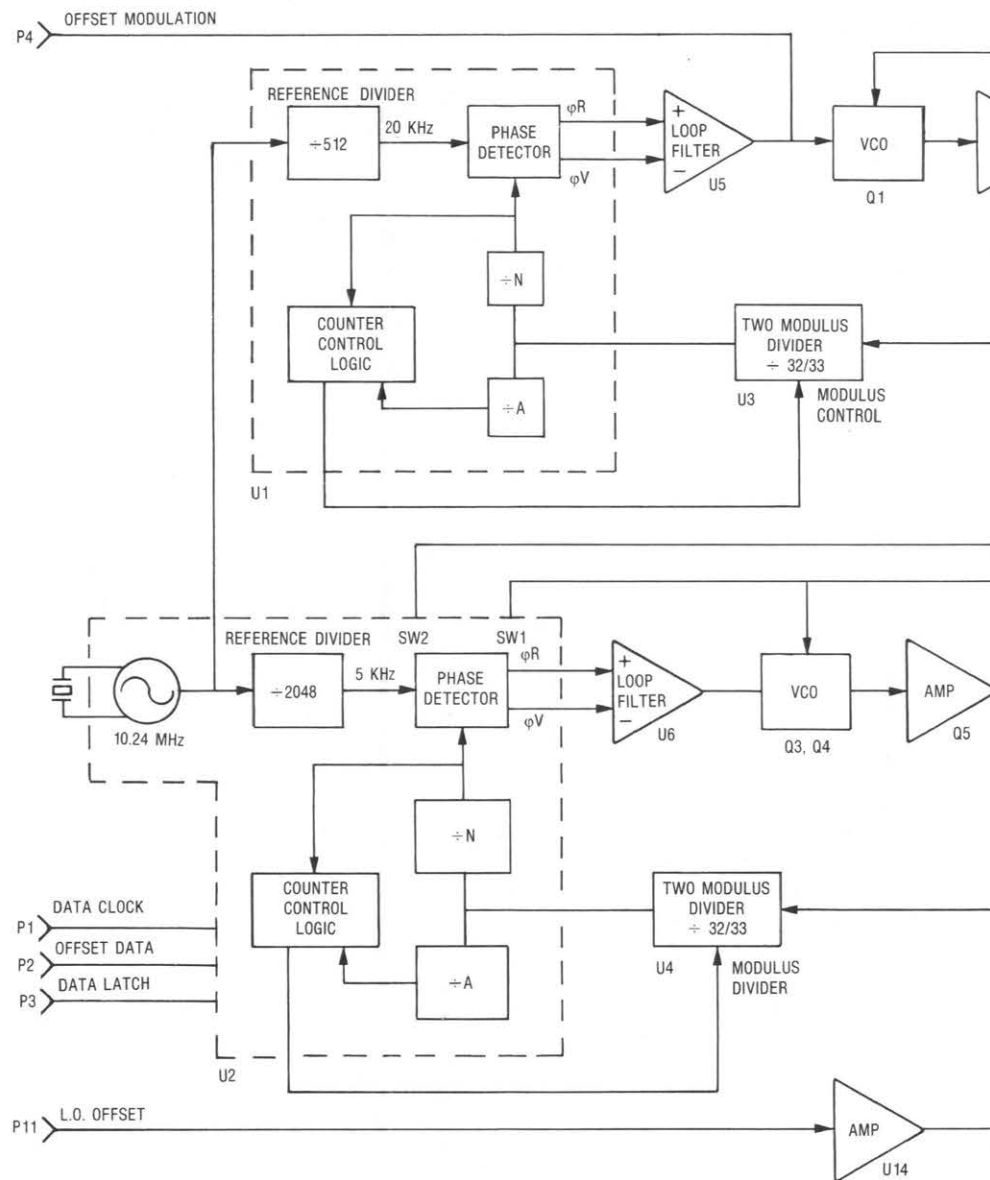 OFFSET MODULATION
P4
REFERENCE DIVIDER
÷512
20 KHz
PHASE
DETECTOR
φR
φV
+
LOOP
FILTER
−
U5
VCO
Q1
÷N
COUNTER
CONTROL
LOGIC
÷A
TWO MODULUS
DIVIDER
÷ 32/33
U3
MODULUS
CONTROL
U1
REFERENCE DIVIDER
SW2
SW1
10.24 MHz
÷2048
5 KHz
PHASE
DETECTOR
φR
φV
+
LOOP
FILTER
−
U6
VCO
Q3, Q4
AMP
Q5
÷N
COUNTER
CONTROL
LOGIC
÷A
TWO MODULUS
DIVIDER
÷ 32/33
U4
MODULUS
DIVIDER
P1
DATA CLOCK
P2
OFFSET DATA
P3
DATA LATCH
U2
P11
L.O. OFFSET
AMP
U14